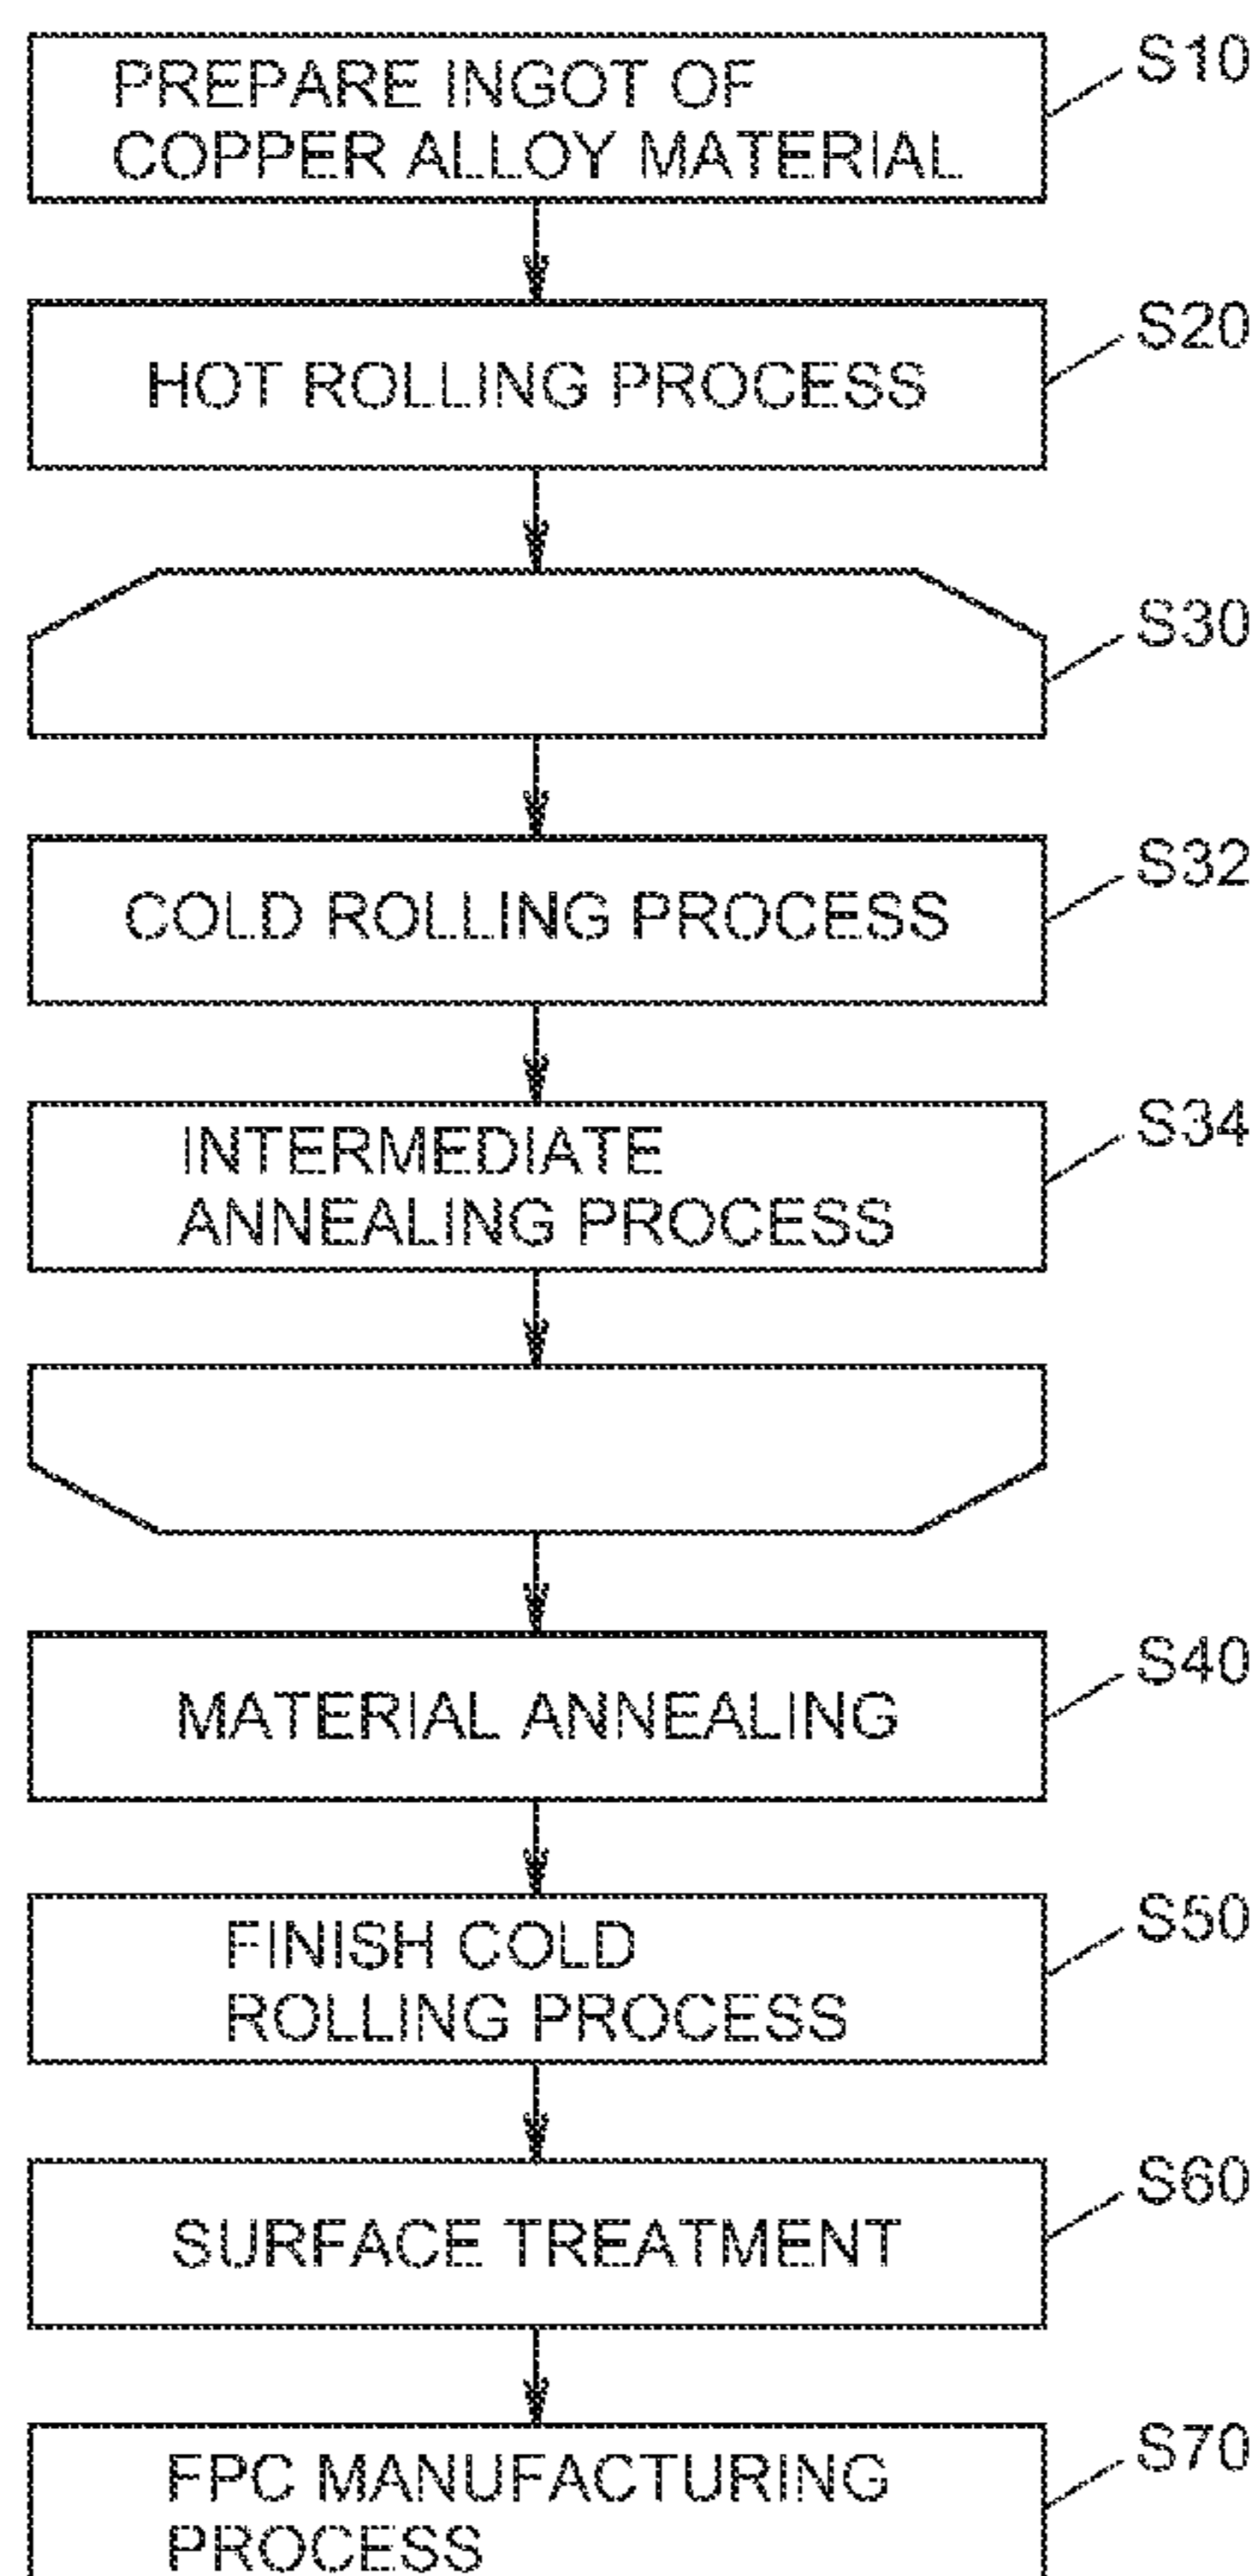 PREPARE INGOT OF
COPPER ALLOY MATERIAL
S10
HOT ROLLING PROCESS
S20
S30
COLD ROLLING PROCESS
S32
INTERMEDIATE
ANNEALING PROCESS
S34
MATERIAL ANNEALING
S40
FINISH COLD
ROLLING PROCESS
S50
SURFACE TREATMENT
S60
FPC MANUFACTURING
PROCESS
S70